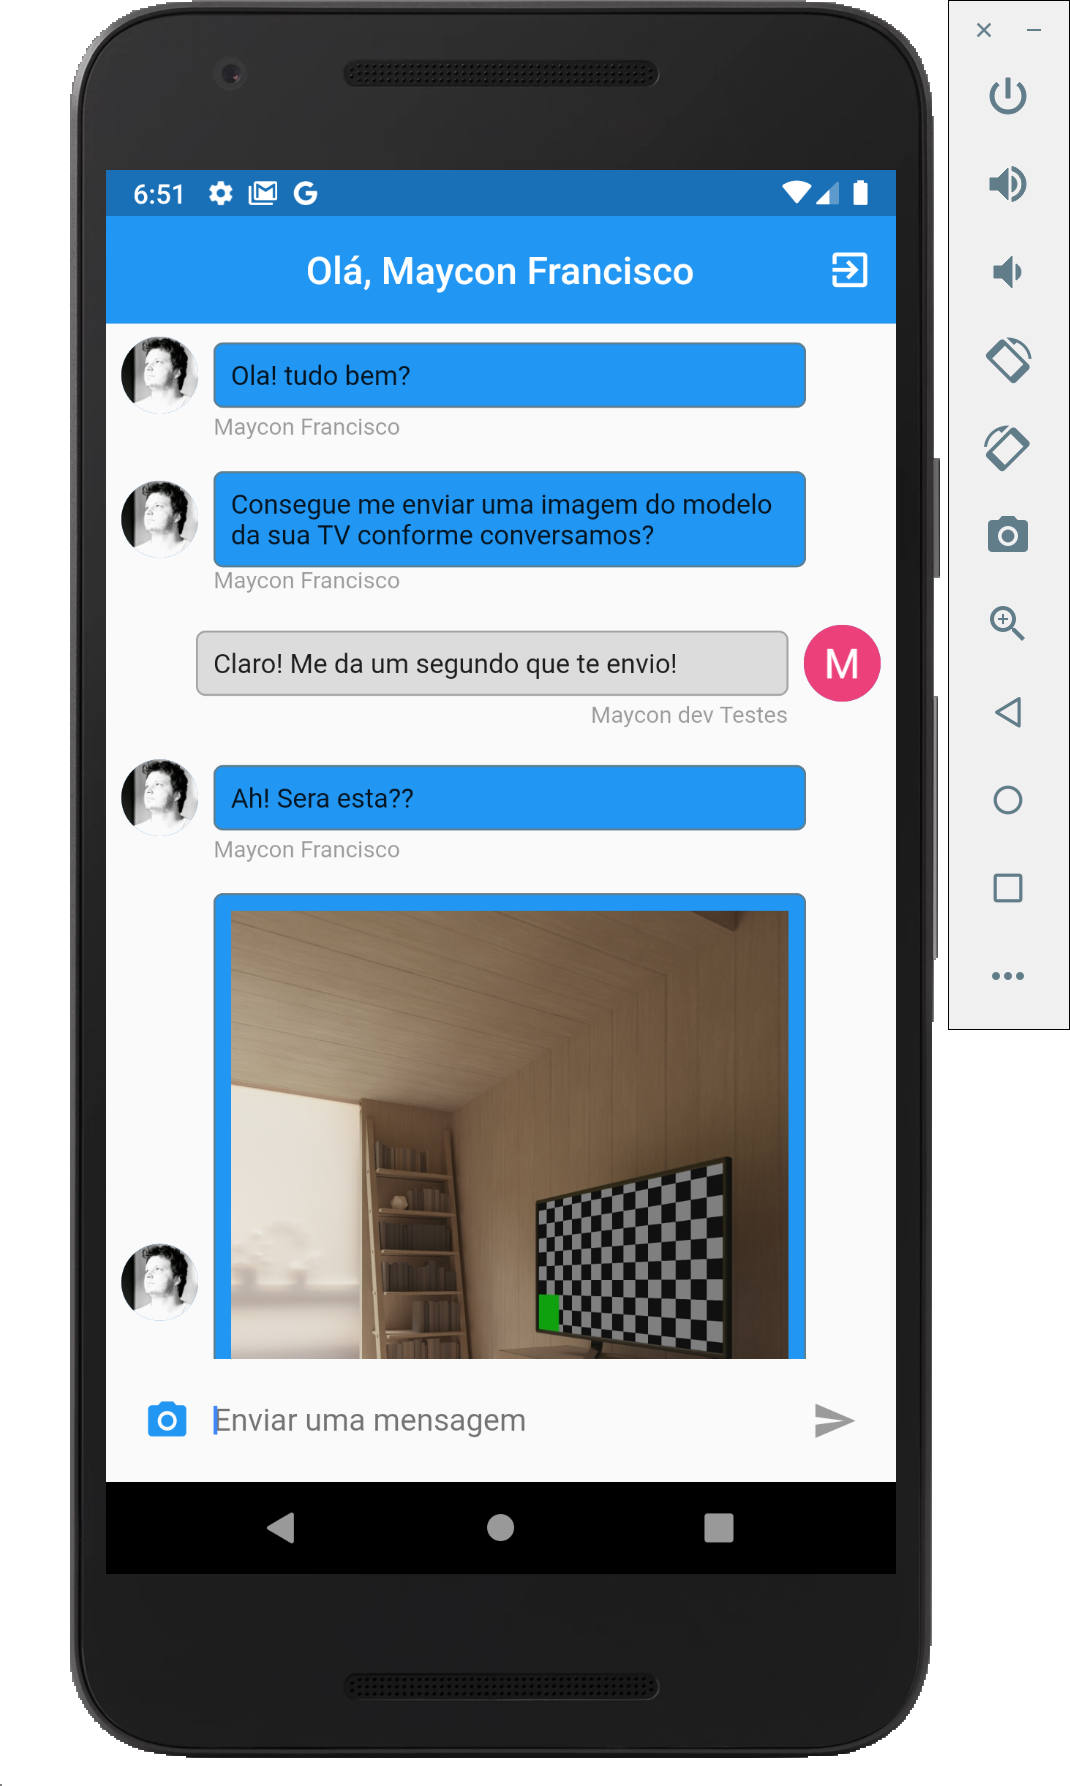 6:51
Olá, Maycon Francisco
Ola! tudo bem?
Maycon Francisco
Consegue me enviar uma imagem do modelo
da sua TV conforme conversamos?
Maycon Francisco
Claro! Me da um segundo que te envio!
M
Maycon dev Testes
Ah! Sera esta??
Maycon Francisco
Enviar uma mensagem